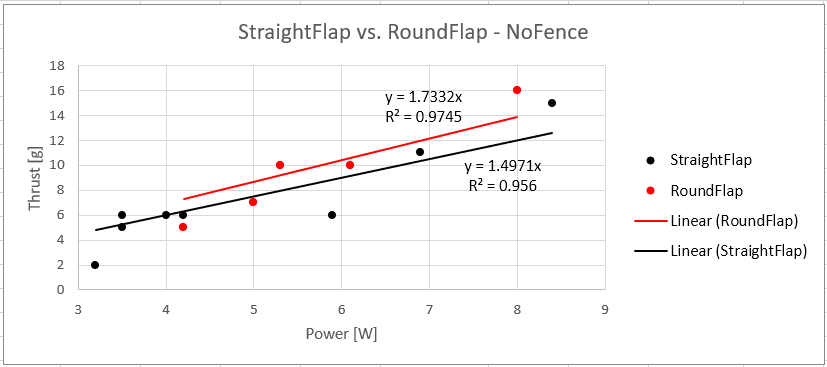 StraightFlap vs. RoundFlap - NoFence
18
16
14
12
10
8
6
4
2
0
Thrust [g]
y = 1.7332x
R² = 0.9745
y = 1.4971x
R² = 0.956
3 4 5 6 7 8 9
Power [W]
StraightFlap
RoundFlap
Linear (RoundFlap)
Linear (StraightFlap)